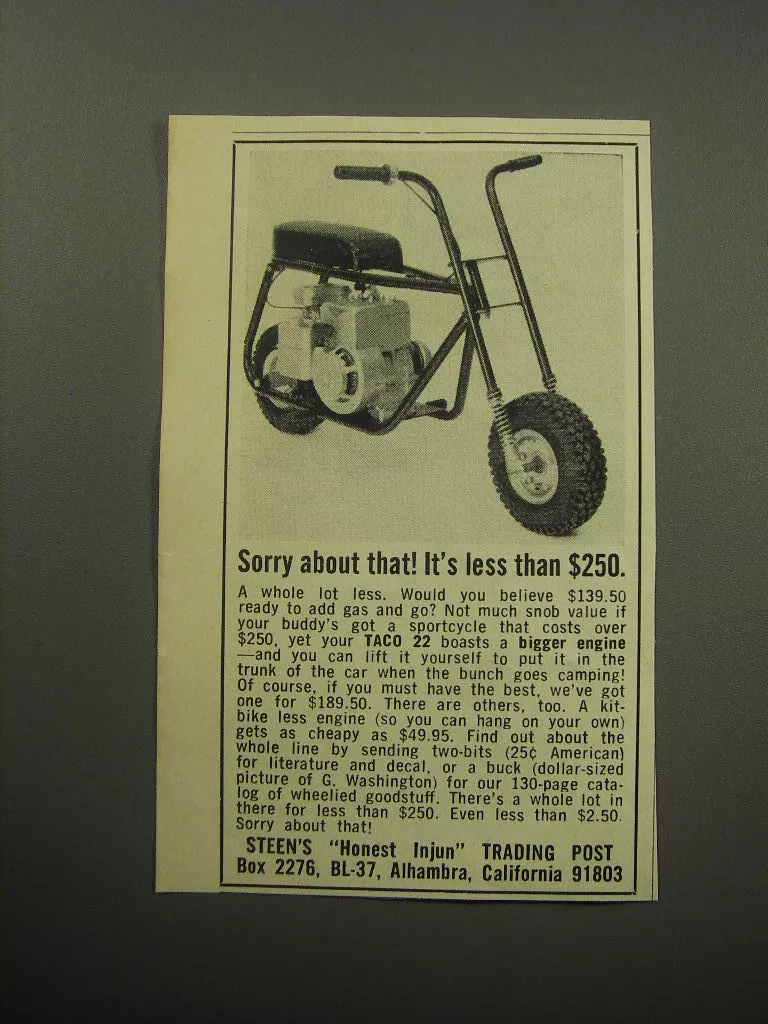 Sorry about that! It's less than $250.
A whole lot less. Would you believe $139.50
ready to add gas and go? Not much snob value if
your buddy's got a sportcycle that costs over
$250, yet your TACO 22 boasts a bigger engine
—and you can lift it yourself to put it in the
trunk of the car when the bunch goes camping!
Of course, if you must have the best, we've got
one for $189.50. There are others, too. A kit-
bike less engine (so you can hang on your own)
gets as cheapy as $49.95. Find out about the
whole line by sending two-bits (25¢ American)
for literature and decal, or a buck (dollar-sized
picture of G. Washington) for our 130-page cata-
log of wheelied goodstuff. There's a whole lot in
there for less than $250. Even less than $2.50.
Sorry about that!
STEEN'S "Honest Injun" TRADING POST
Box 2276, BL-37, Alhambra, California 91803